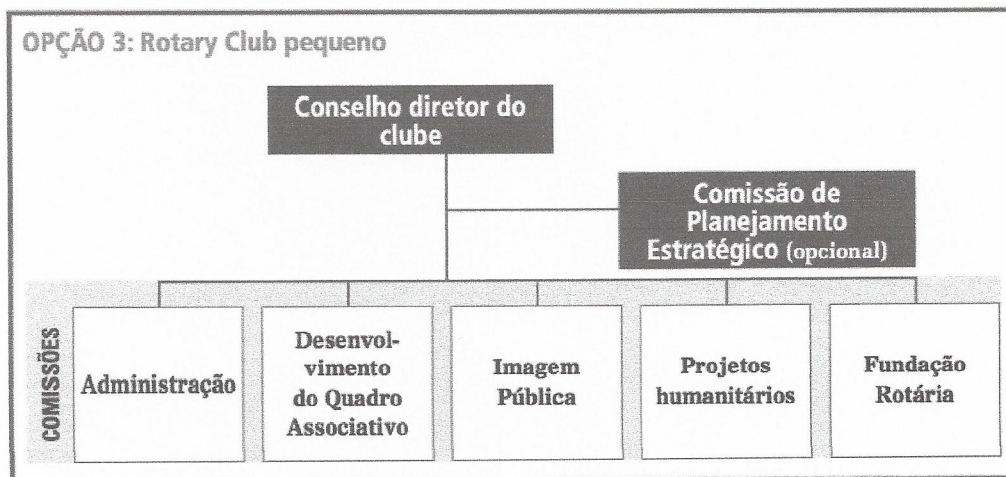 OPÇÃO 3: Rotary Club pequeno
Conselho diretor do
clube
Comissão de
Planejamento
Estratégico (opcional)
COMISSÕES
Administração
Desenvol-
vimento
do Quadro
Associativo
Imagem
Pública
Projetos
humanitários
Fundação
Rotária